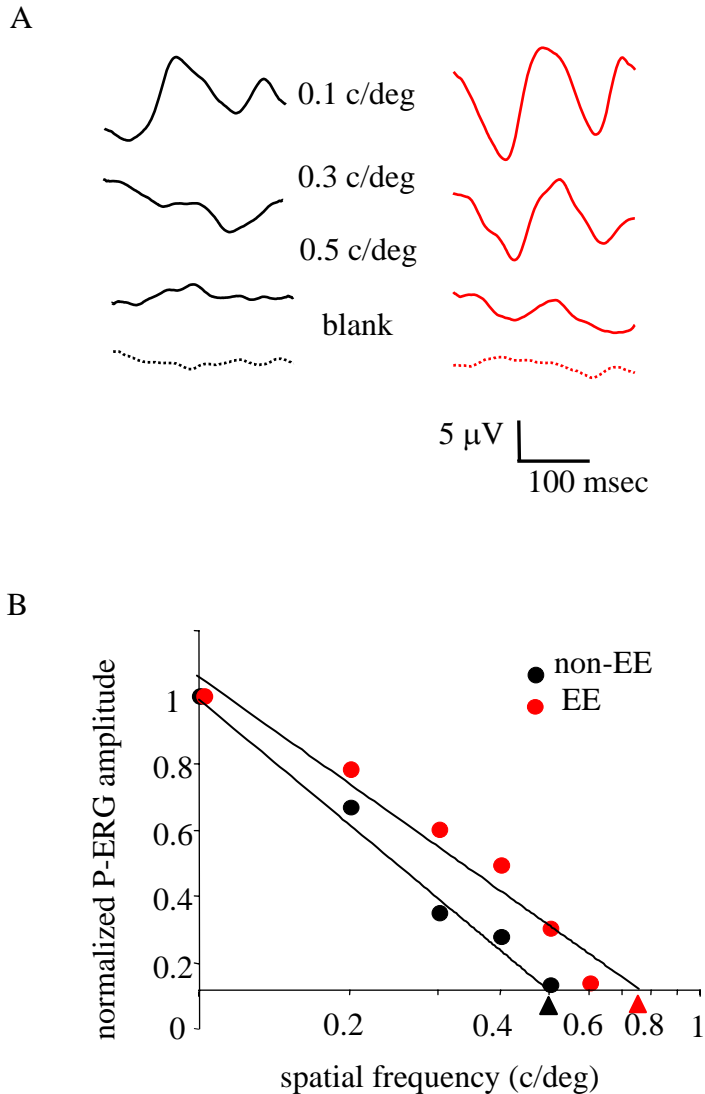 A
0.1 c/deg
0.3 c/deg
0.5 c/deg
blank
5 μV
100 msec
B
non-EE
EE
normalized P-ERG amplitude
1
0.8
0.6
0.4
0.2
0
0.2
0.4
0.6
0.8
1
spatial frequency (c/deg)